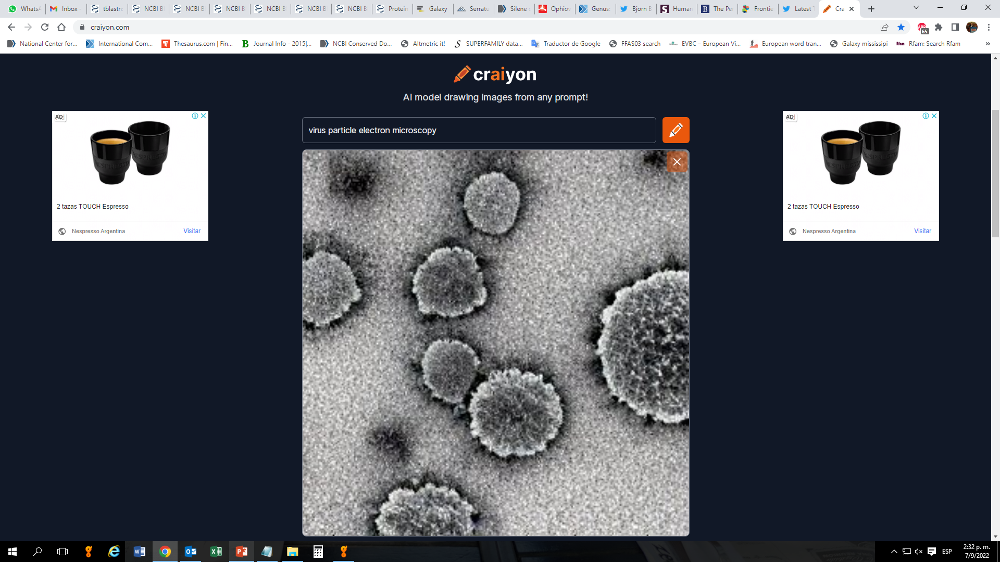 WhatsA
Inbox -
tblastn
NCBI B
NCBI B
NCBI B
NCBI B
NCBI B
NCBI B
Protein
Galaxy
Serratu
Silene
Ophiov
Genus:
Björn B
Human
The Pe
Frontie
Latest
Cra
craiyon.com
ABP
65
National Center for...
International Com...
Thesaurus.com | Fin...
Journal Info - 2015|...
NCBI Conserved Do...
Altmetric it!
SUPERFAMILY data...
Traductor de Google
FFAS03 search
EVBC – European Vi...
European word tran...
Galaxy mississipi
Rfam: Search Rfam
»
craiyon
AI model drawing images from any prompt!
virus particle electron microscopy
AD
2 tazas TOUCH Espresso
Nespresso Argentina
Visitar
AD
2 tazas TOUCH Espresso
Nespresso Argentina
Visitar
ESP
2:32 p. m.
7/9/2022